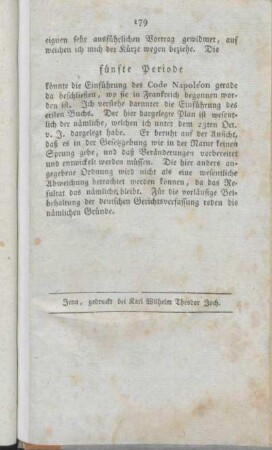 179
eignen sehr ausführlichen Vortrag gewidmet, auf
welchen ich mich der Kürze wegen beziehe. Die
fünfte Periode
könnte die Einführung des Code Napoléon gerade
da beschließen, wo sie in Frankreich begonnen wor-
den ist. Ich verstehe darunter die Einführung des
ersten Buchs. Der hier dargelegte Plan ist wesent-
lich der nämliche, welchen ich unter dem 23ten Oct.
v. J. dargelegt habe. Er beruht auf der Ansicht,
daß es in der Gesetzgebung wie in der Natur keinen
Sprung gebe, und daß Veränderungen vorbereitet
und entwickelt werden müssen. Die hier anders an-
gegebene Ordnung wird nicht als eine wesentliche
Abweichung betrachtet werden können, da das Re-
sultat das nämliche bleibt. Für die vorläufige Bei-
behaltung der deutschen Gerichtsverfassung reden die
nämlichen Gründe.
Jena, gedruckt bei Karl Wilhelm Theodor Joch.